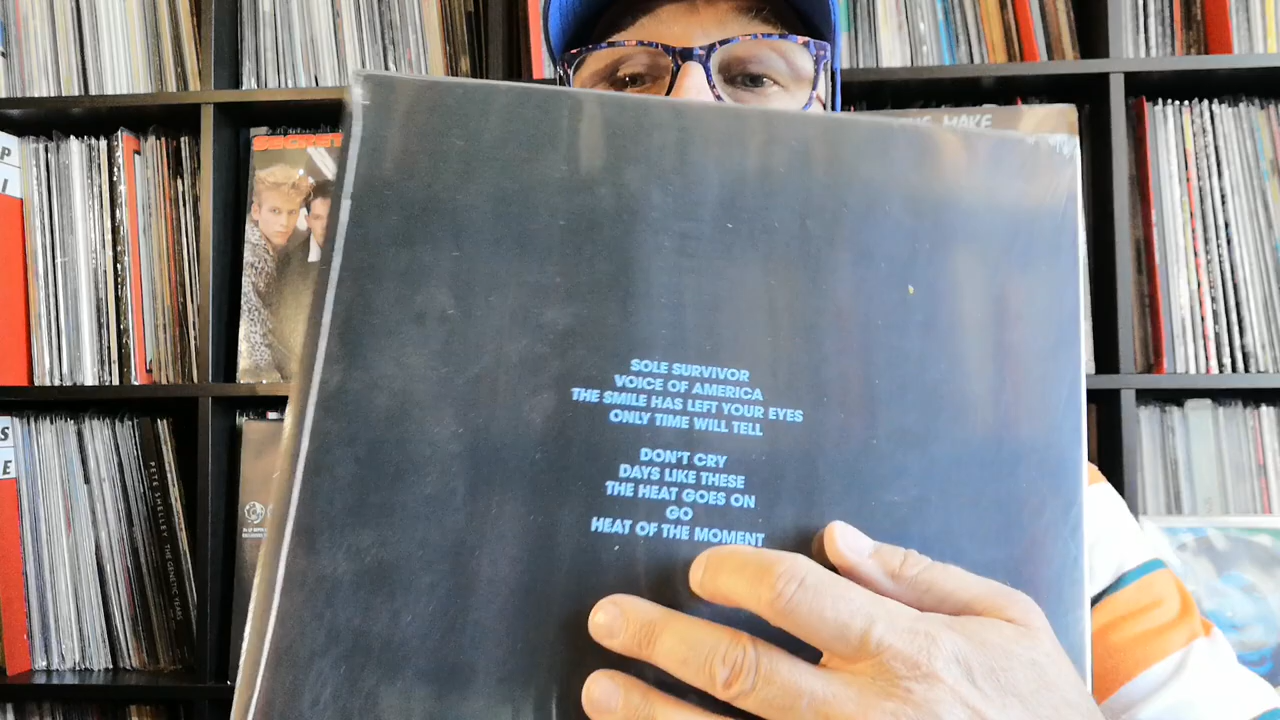 SECRET
MAKE
P
I
SOLE SURVIVOR
VOICE OF AMERICA
THE SMILE HAS LEFT YOUR EYES
ONLY TIME WILL TELL
DON'T CRY
DAYS LIKE THESE
THE HEAT GOES ON
GO
HEAT OF THE MOMENT
S
E
PETE SHELLEY THE GENETIC YEARS